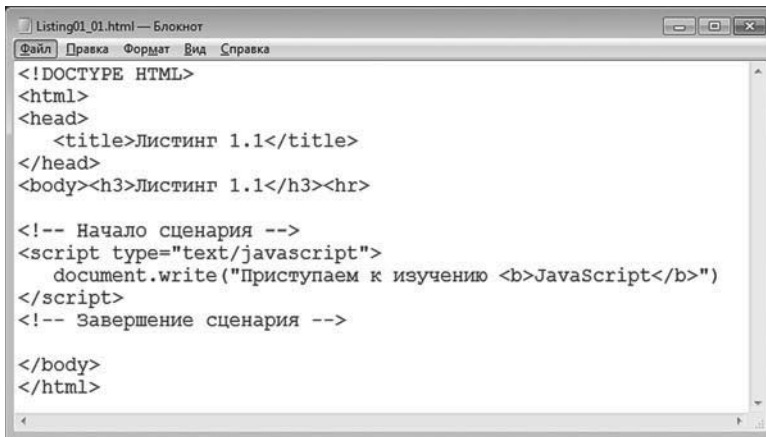 Listing01_01.html — Блокнот
Файл Правка Формат Вид Справка
<!DOCTYPE HTML>
<html>
<head>
   <title>Листинг 1.1</title>
</head>
<body><h3>Листинг 1.1</h3><hr>
<!-- Начало сценария -->
<script type="text/javascript">
   document.write("Приступаем к изучению <b>JavaScript</b>")
</script>
<!-- Завершение сценария -->
</body>
</html>